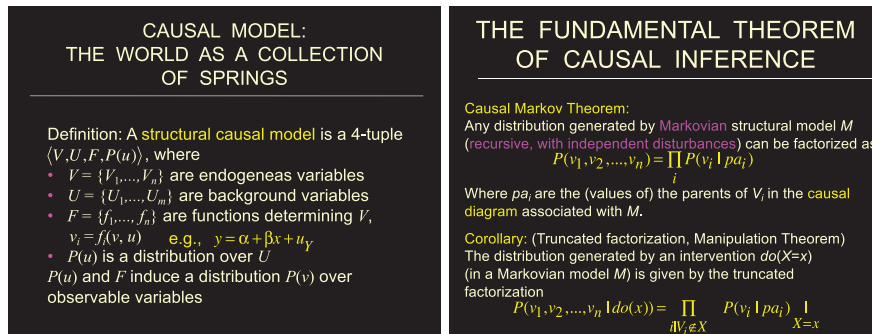 CAUSAL MODEL:
THE WORLD AS A COLLECTION
OF SPRINGS
Definition: A structural causal model is a 4-tuple
⟨V,U,F,P(u)⟩, where
• V = {V₁,...,Vₙ} are endogeneas variables
• U = {U₁,...,Uₘ} are background variables
• F = {f₁,..., fₙ} are functions determining V,
vᵢ = fᵢ(v, u) e.g., y = α + βx + u_Y
• P(u) is a distribution over U
P(u) and F induce a distribution P(v) over
observable variables
THE FUNDAMENTAL THEOREM
OF CAUSAL INFERENCE
Causal Markov Theorem:
Any distribution generated by Markovian structural model M
(recursive, with independent disturbances) can be factorized as
P(v₁,v₂,...,vₙ) = ∏ P(vᵢ | paᵢ)
i
Where paᵢ are the (values of) the parents of Vᵢ in the causal
diagram associated with M.
Corollary: (Truncated factorization, Manipulation Theorem)
The distribution generated by an intervention do(X=x)
(in a Markovian model M) is given by the truncated
factorization
P(v₁,v₂,...,vₙ | do(x)) = ∏ P(vᵢ | paᵢ) |
i|Vᵢ∉X X=x